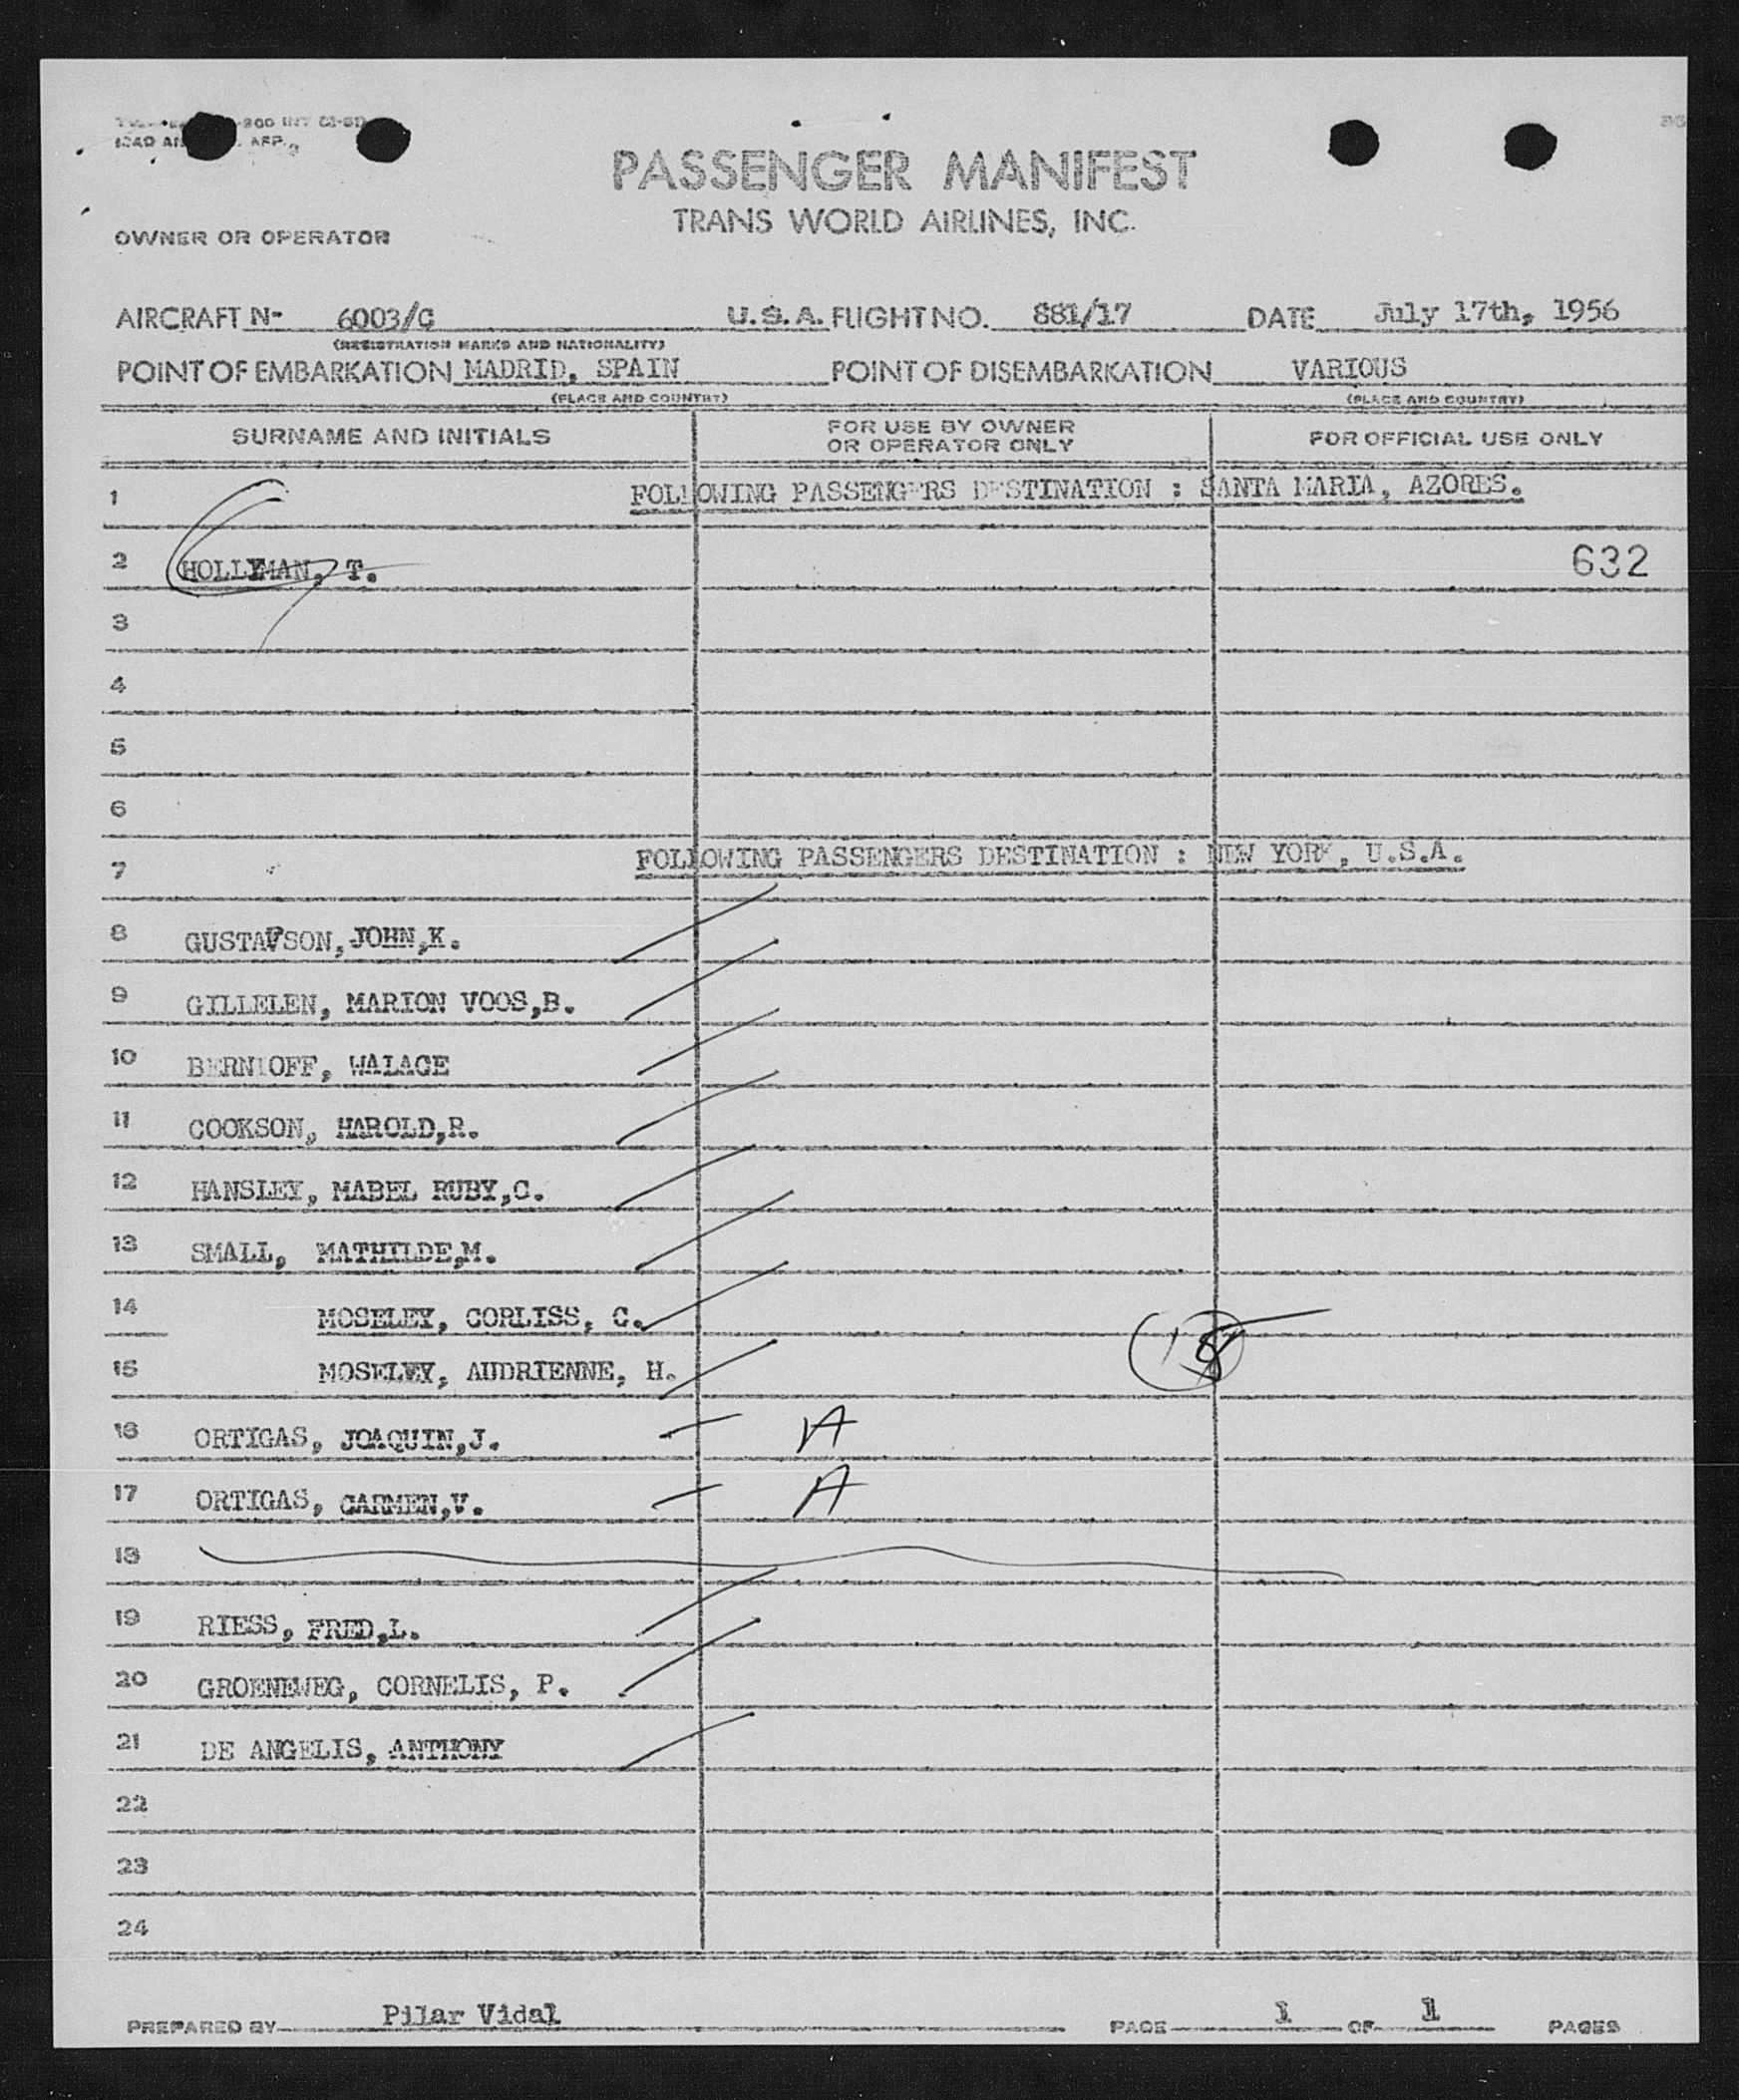 PASSENGER MANIFEST
TRANS WORLD AIRLINES, INC.
OWNER OR OPERATOR
AIRCRAFT N- 6003/C U.S.A. FLIGHT NO. 881/17 DATE July 17th, 1956
(REGISTRATION MARKS AND NATIONALITY)
POINT OF EMBARKATION MADRID, SPAIN POINT OF DISEMBARKATION VARIOUS
(PLACE AND COUNTRY) (PLACE AND COUNTRY)
SURNAME AND INITIALS FOR USE BY OWNER OR OPERATOR ONLY FOR OFFICIAL USE ONLY
1 FOLLOWING PASSENGERS DESTINATION : SANTA MARIA, AZORES.
2 HOLLYMAN, T. 632
3
4
5
6
7 FOLLOWING PASSENGERS DESTINATION : NEW YORK, U.S.A.
8 GUSTAVSON, JOHN,K.
9 GILLELEN, MARION VOOS,B.
10 WALACE
11 COOKSON, HAROLD,R.
12 HANSLEY, MABEL RUBY,C.
13 SMALL, MATHILDE,M.
14 MOSELEY, CORLISS, C.
15 MOSELEY, AUDRIENNE, H.
16 ORTIGAS, JOAQUIN,J. A
17 ORTIGAS, CARMEN,V. A
18
19 RIESS, FRED,L.
20 GROENEWEG, CORNELIS, P.
21 DE ANGELIS, ANTHONY
22
23
24
PREPARED BY Pilar Vidal PAGE 1 OF 1 PAGES